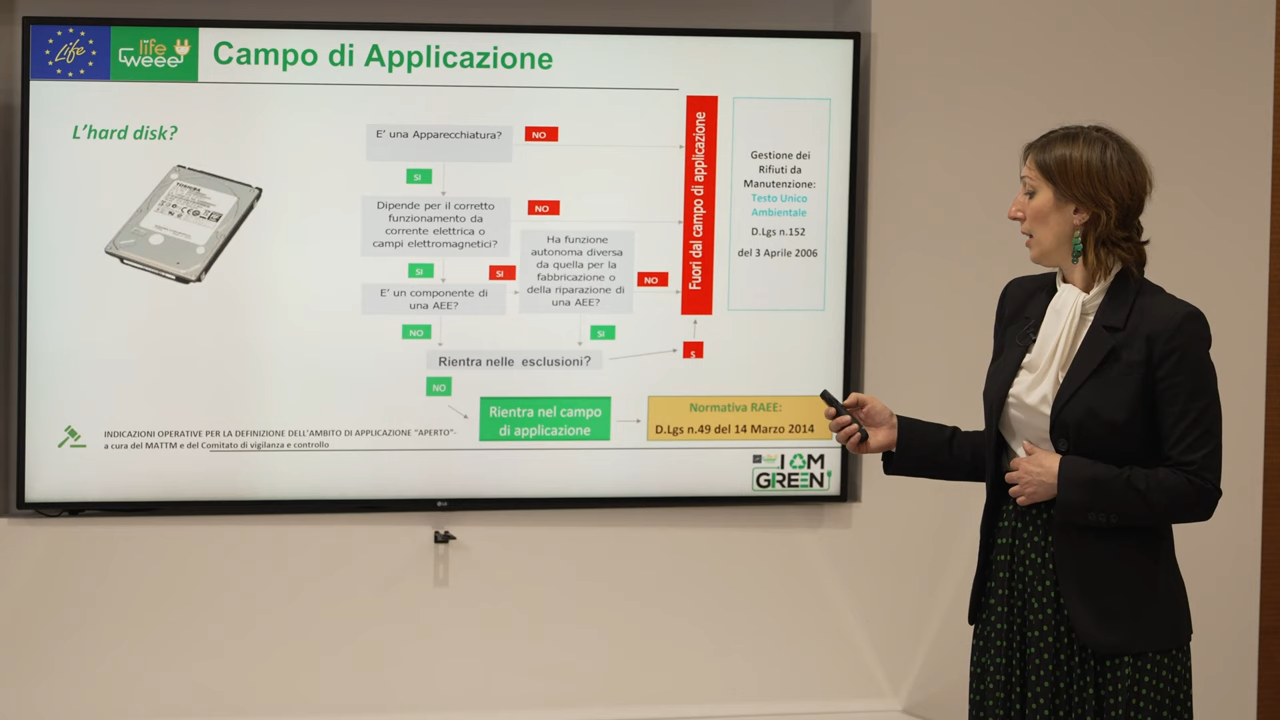 Life
life
weee
Campo di Applicazione
L'hard disk?
TOSHIBA
E' una Apparecchiatura?
NO
SI
Dipende per il corretto
funzionamento da
corrente elettrica o
campi elettromagnetici?
NO
SI
SI
E' un componente di
una AEE?
Ha funzione
autonoma diversa
da quella per la
fabbricazione o
della riparazione di
una AEE?
NO
NO
SI
Rientra nelle esclusioni?
S
NO
Rientra nel campo
di applicazione
Fuori dal campo di applicazione
Gestione dei
Rifiuti da
Manutenzione:
Testo Unico
Ambientale
D.Lgs n.152
del 3 Aprile 2006
Normativa RAEE:
D.Lgs n.49 del 14 Marzo 2014
INDICAZIONI OPERATIVE PER LA DEFINIZIONE DELL'AMBITO DI APPLICAZIONE "APERTO"-
a cura del MATTM e del Comitato di vigilanza e controllo
I AM
GREEN
LG